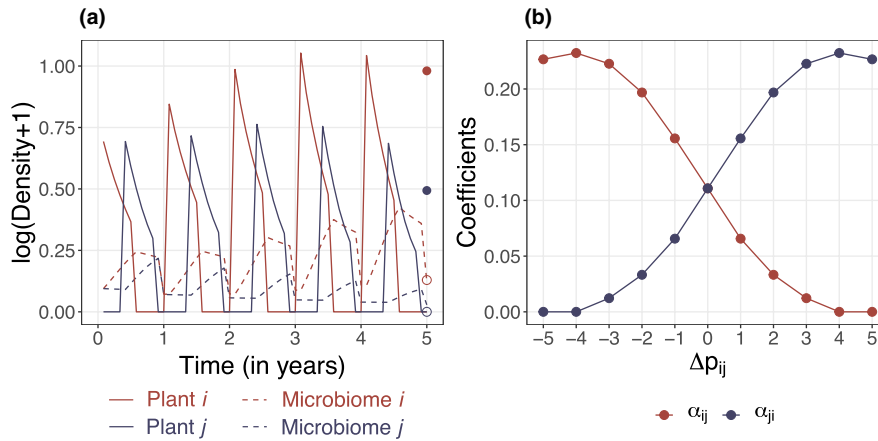 (a)
log(Density+1)
1.00
0.75
0.50
0.25
0.00
0 1 2 3 4 5
Time (in years)
Plant i Microbiome i
Plant j Microbiome j
(b)
Coefficients
0.20
0.15
0.10
0.05
0.00
−5 −4 −3 −2 −1 0 1 2 3 4 5
Δpij
αij αji